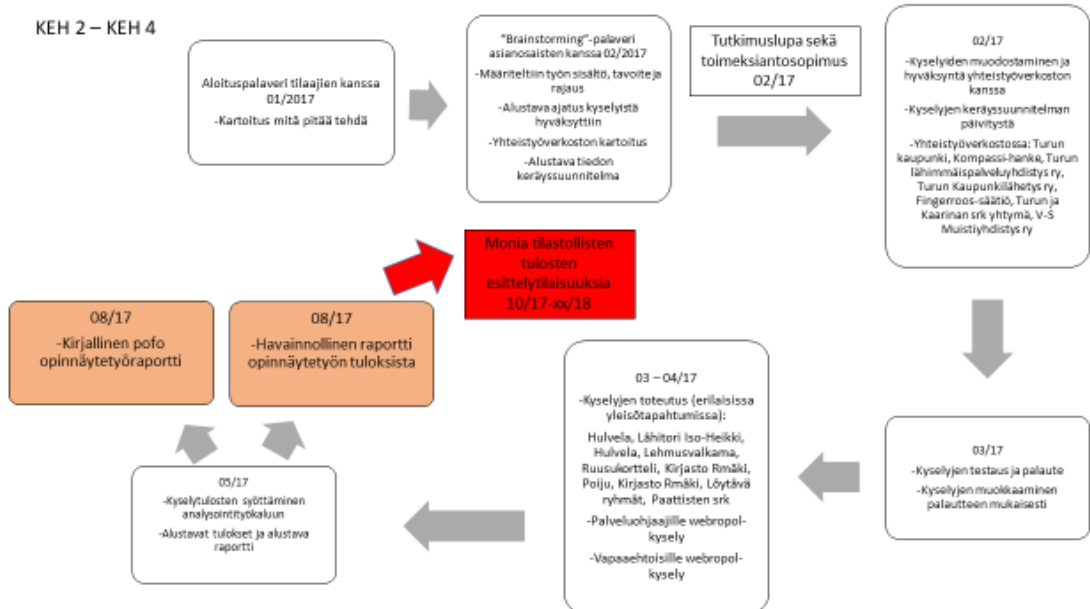 KEH 2 – KEH 4
Aloituspalaveri tilaajien kanssa
01/2017
-Kartoitus mitä pitää tehdä
"Brainstorming"-palaveri
asianosaisten kanssa 02/2017
-Määriteltiin työn sisältö, tavoite ja
rajaus
-Alustava ajatus kyselyistä
hyväksyttiin
-Yhteistyöverkoston kartoitus
-Alustava tiedon
keräyssuunnitelma
Tutkimuslupa sekä
toimeksiantosopimus
02/17
02/17
-Kyselyiden muodostaminen ja
hyväksyntä yhteistyöverkoston
kanssa
-Kyselyjen keräyssuunnitelman
päivitystä
-Yhteistyöverkostossa: Turun
kaupunki, Kompassi-hanke, Turun
lähimmäispalveluyhdistys ry,
Turun Kaupunkilähetys ry,
Fingerroos-säätiö, Turun ja
Kaarinan srk yhtymä, V-S
Muistiyhdistys ry
03/17
-Kyselyjen testaus ja palaute
-Kyselyjen muokkaaminen
palautteen mukaisesti
03 – 04/17
-Kyselyjen toteutus (erilaisissa
yleisötapahtumissa):
Hulvela, Lähitori Iso-Heikki,
Hulvela, Lehmusvalkama,
Ruusukortteli, Kirjasto Rmäki,
Poiju, Kirjasto Rmäki, Löytävä
ryhmät, Paattisten srk
-Palveluohjaajille webropol-
kysely
-Vapaaehtoisille webropol-
kysely
05/17
-Kyselytulosten syöttäminen
analysointityökaluun
-Alustavat tulokset ja alustava
raportti
08/17
-Kirjallinen pofo
opinnäytetyöraportti
08/17
-Havainnollinen raportti
opinnäytetyön tuloksista
Monia tilastollisten
tulosten
esittelytilaisuuksia
10/17-xx/18